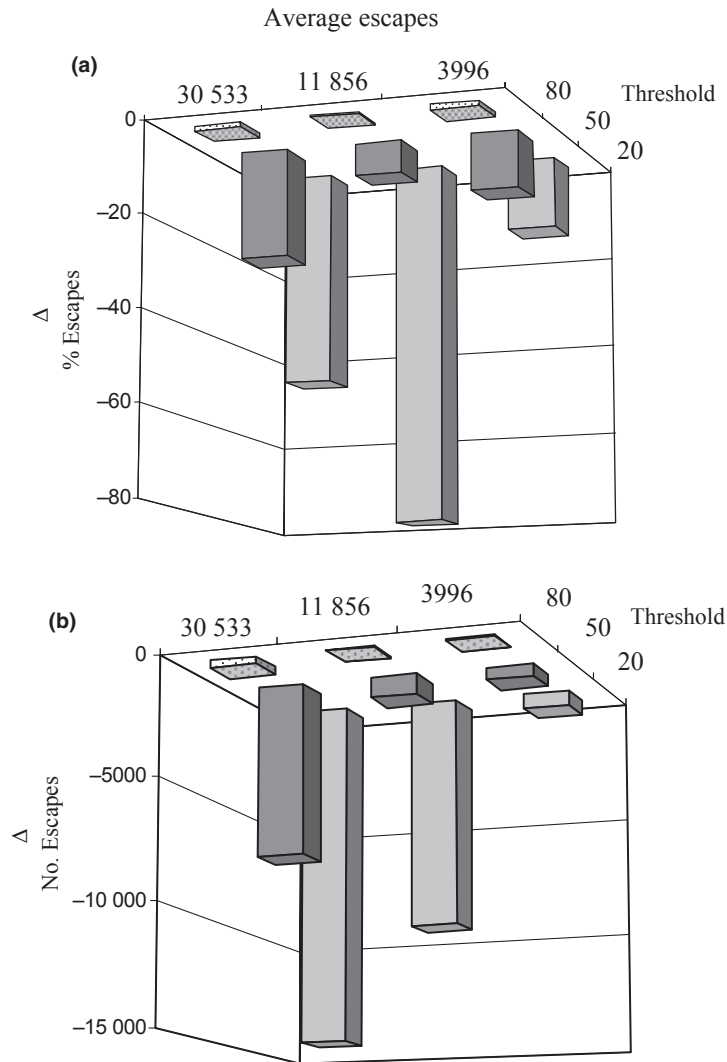 Average escapes
(a)
30 533
11 856
3996
80
50
20
Threshold
0
–20
–40
–60
–80
Δ
% Escapes
(b)
30 533
11 856
3996
80
50
20
Threshold
0
–5000
–10 000
–15 000
Δ
No. Escapes